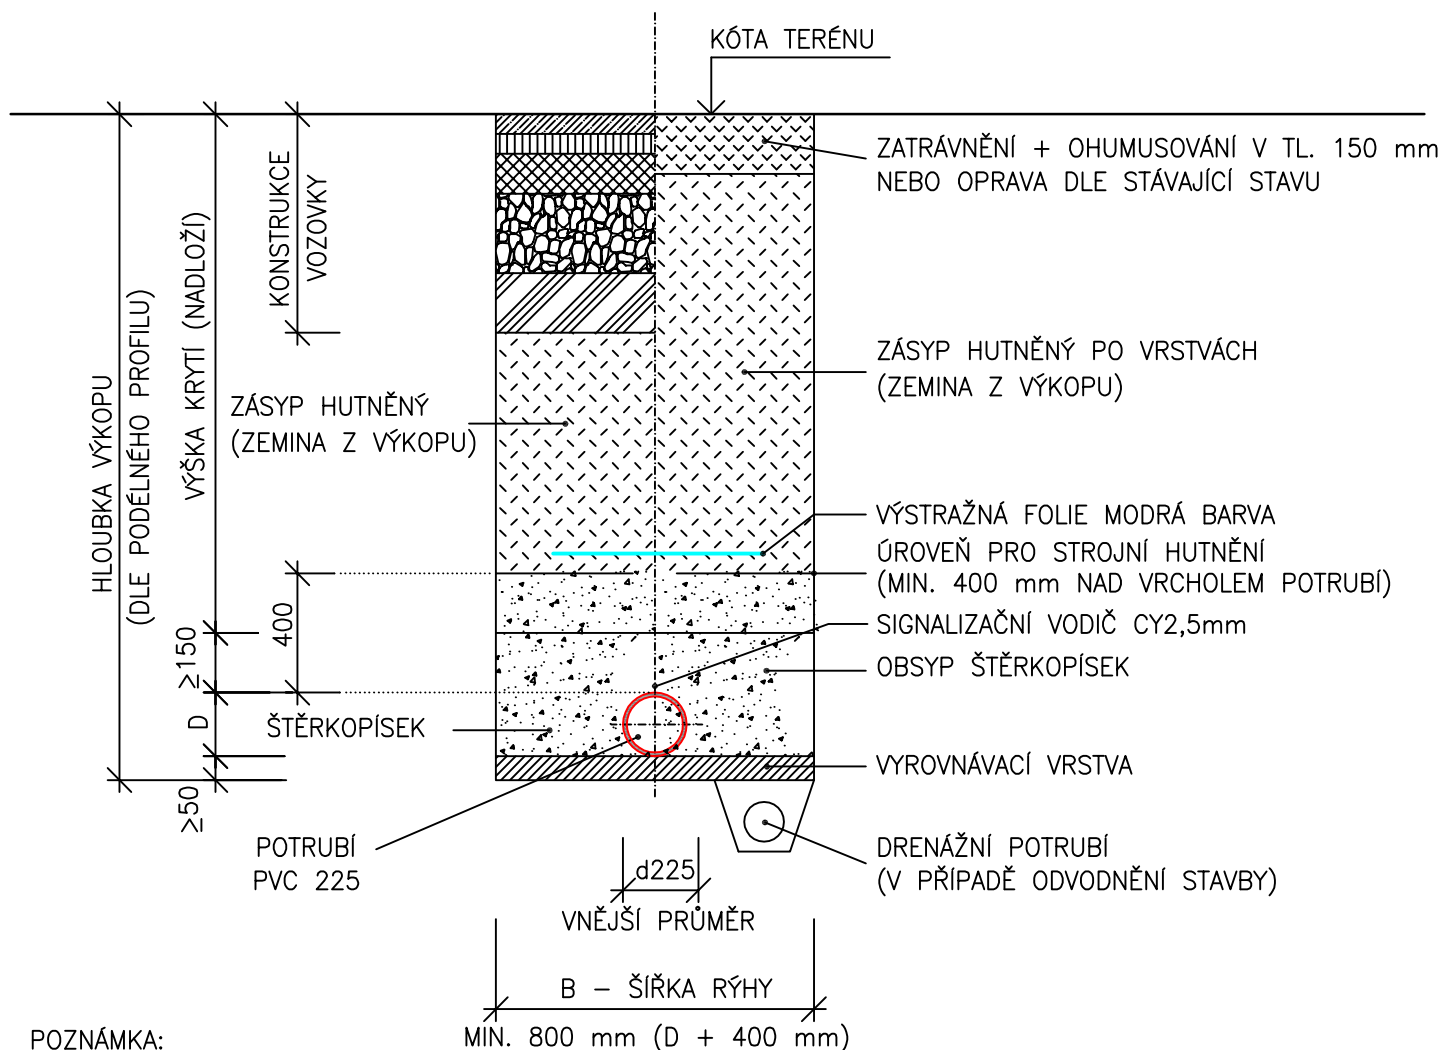 KÓTA TERÉNU
ZATRÁVNĚNÍ + OHUMUSOVÁNÍ V TL. 150 mm
NEBO OPRAVA DLE STÁVAJÍCÍ STAVU
KONSTRUKCE
VOZOVKY
VÝŠKA KRYTÍ (NADLOŽÍ)
HLOUBKA VÝKOPU
(DLE PODÉLNÉHO PROFILU)
ZÁSYP HUTNĚNÝ PO VRSTVÁCH
(ZEMINA Z VÝKOPU)
ZÁSYP HUTNĚNÝ
(ZEMINA Z VÝKOPU)
VÝSTRAŽNÁ FOLIE MODRÁ BARVA
ÚROVEŇ PRO STROJNÍ HUTNĚNÍ
(MIN. 400 mm NAD VRCHOLEM POTRUBÍ)
400
SIGNALIZAČNÍ VODIČ CY2,5mm
≥150
OBSYP ŠTĚRKOPÍSEK
D
ŠTĚRKOPÍSEK
VYROVNÁVACÍ VRSTVA
≥50
POTRUBÍ
PVC 225
DRENÁŽNÍ POTRUBÍ
(V PŘÍPADĚ ODVODNĚNÍ STAVBY)
d225
VNĚJŠÍ PRŮMĚR
B – ŠÍŘKA RÝHY
MIN. 800 mm (D + 400 mm)
POZNÁMKA: